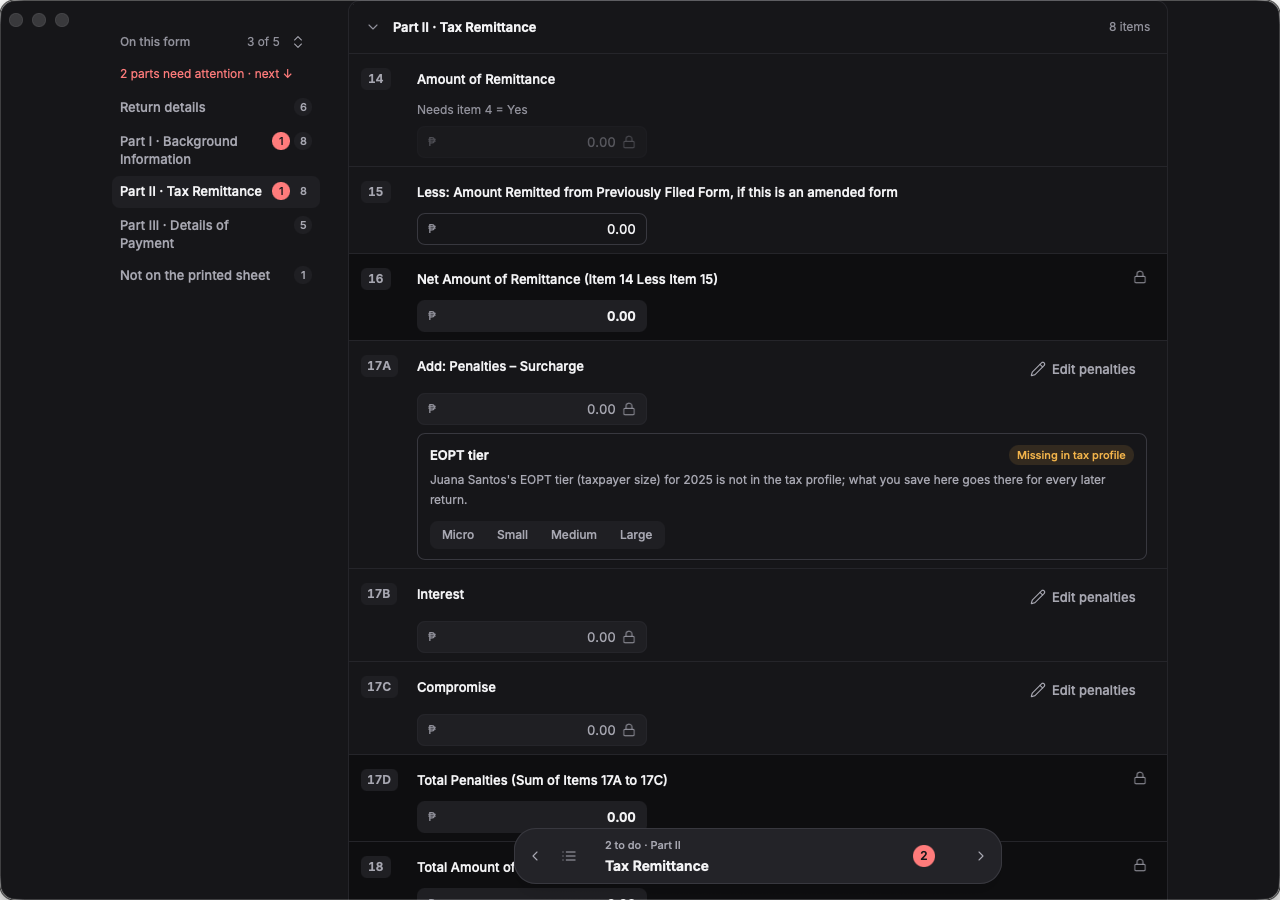 On this form
3 of 5
2 parts need attention · next ↓
Return details
6
Part I · Background Information
1
8
Part II · Tax Remittance
1
8
Part III · Details of Payment
5
Not on the printed sheet
1
Part II · Tax Remittance
8 items
14
Amount of Remittance
Needs item 4 = Yes
₱ 0.00
15
Less: Amount Remitted from Previously Filed Form, if this is an amended form
₱ 0.00
16
Net Amount of Remittance (Item 14 Less Item 15)
₱ 0.00
17A
Add: Penalties – Surcharge
Edit penalties
₱ 0.00
EOPT tier
Missing in tax profile
Juana Santos's EOPT tier (taxpayer size) for 2025 is not in the tax profile; what you save here goes there for every later
return.
Micro Small Medium Large
17B
Interest
Edit penalties
₱ 0.00
17C
Compromise
Edit penalties
₱ 0.00
17D
Total Penalties (Sum of Items 17A to 17C)
₱ 0.00
18
Total Amount of
2 to do · Part II
Tax Remittance
2